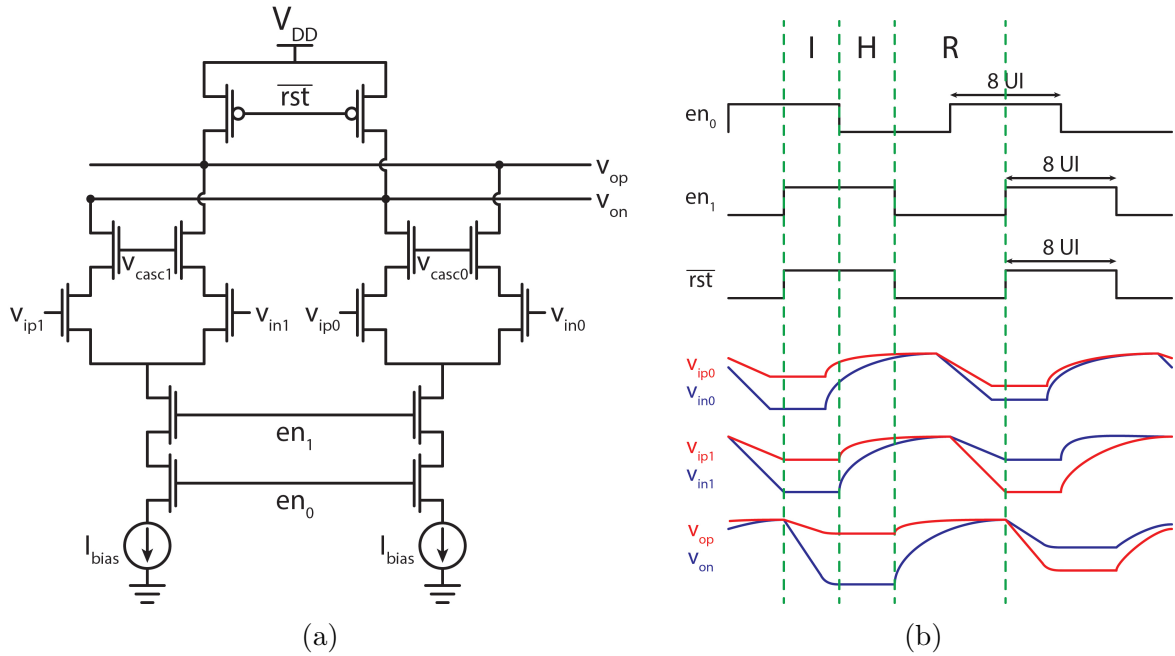 V_DD
rst
v_op
v_on
v_casc1
v_casc0
v_ip1
v_in1
v_ip0
v_in0
en_1
en_0
I_bias
I_bias
(a)
I H R
8 UI
en_0
8 UI
en_1
8 UI
rst
v_ip0
v_in0
v_ip1
v_in1
v_op
v_on
(b)